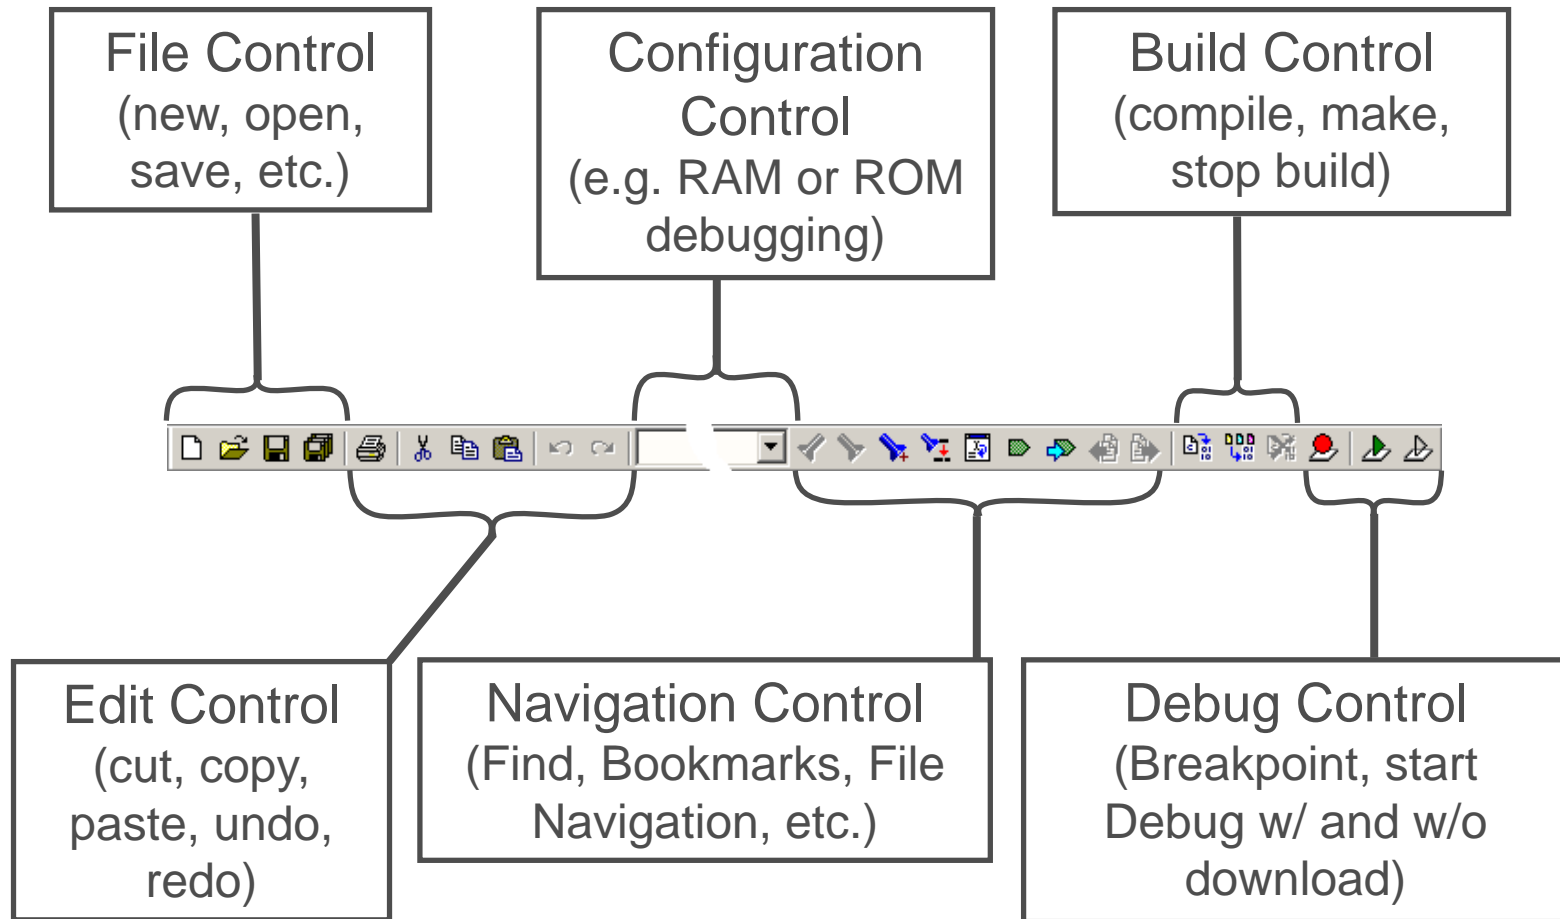 File Control
(new, open,
save, etc.)
Configuration
Control
(e.g. RAM or ROM
debugging)
Build Control
(compile, make,
stop build)
Edit Control
(cut, copy,
paste, undo,
redo)
Navigation Control
(Find, Bookmarks, File
Navigation, etc.)
Debug Control
(Breakpoint, start
Debug w/ and w/o
download)